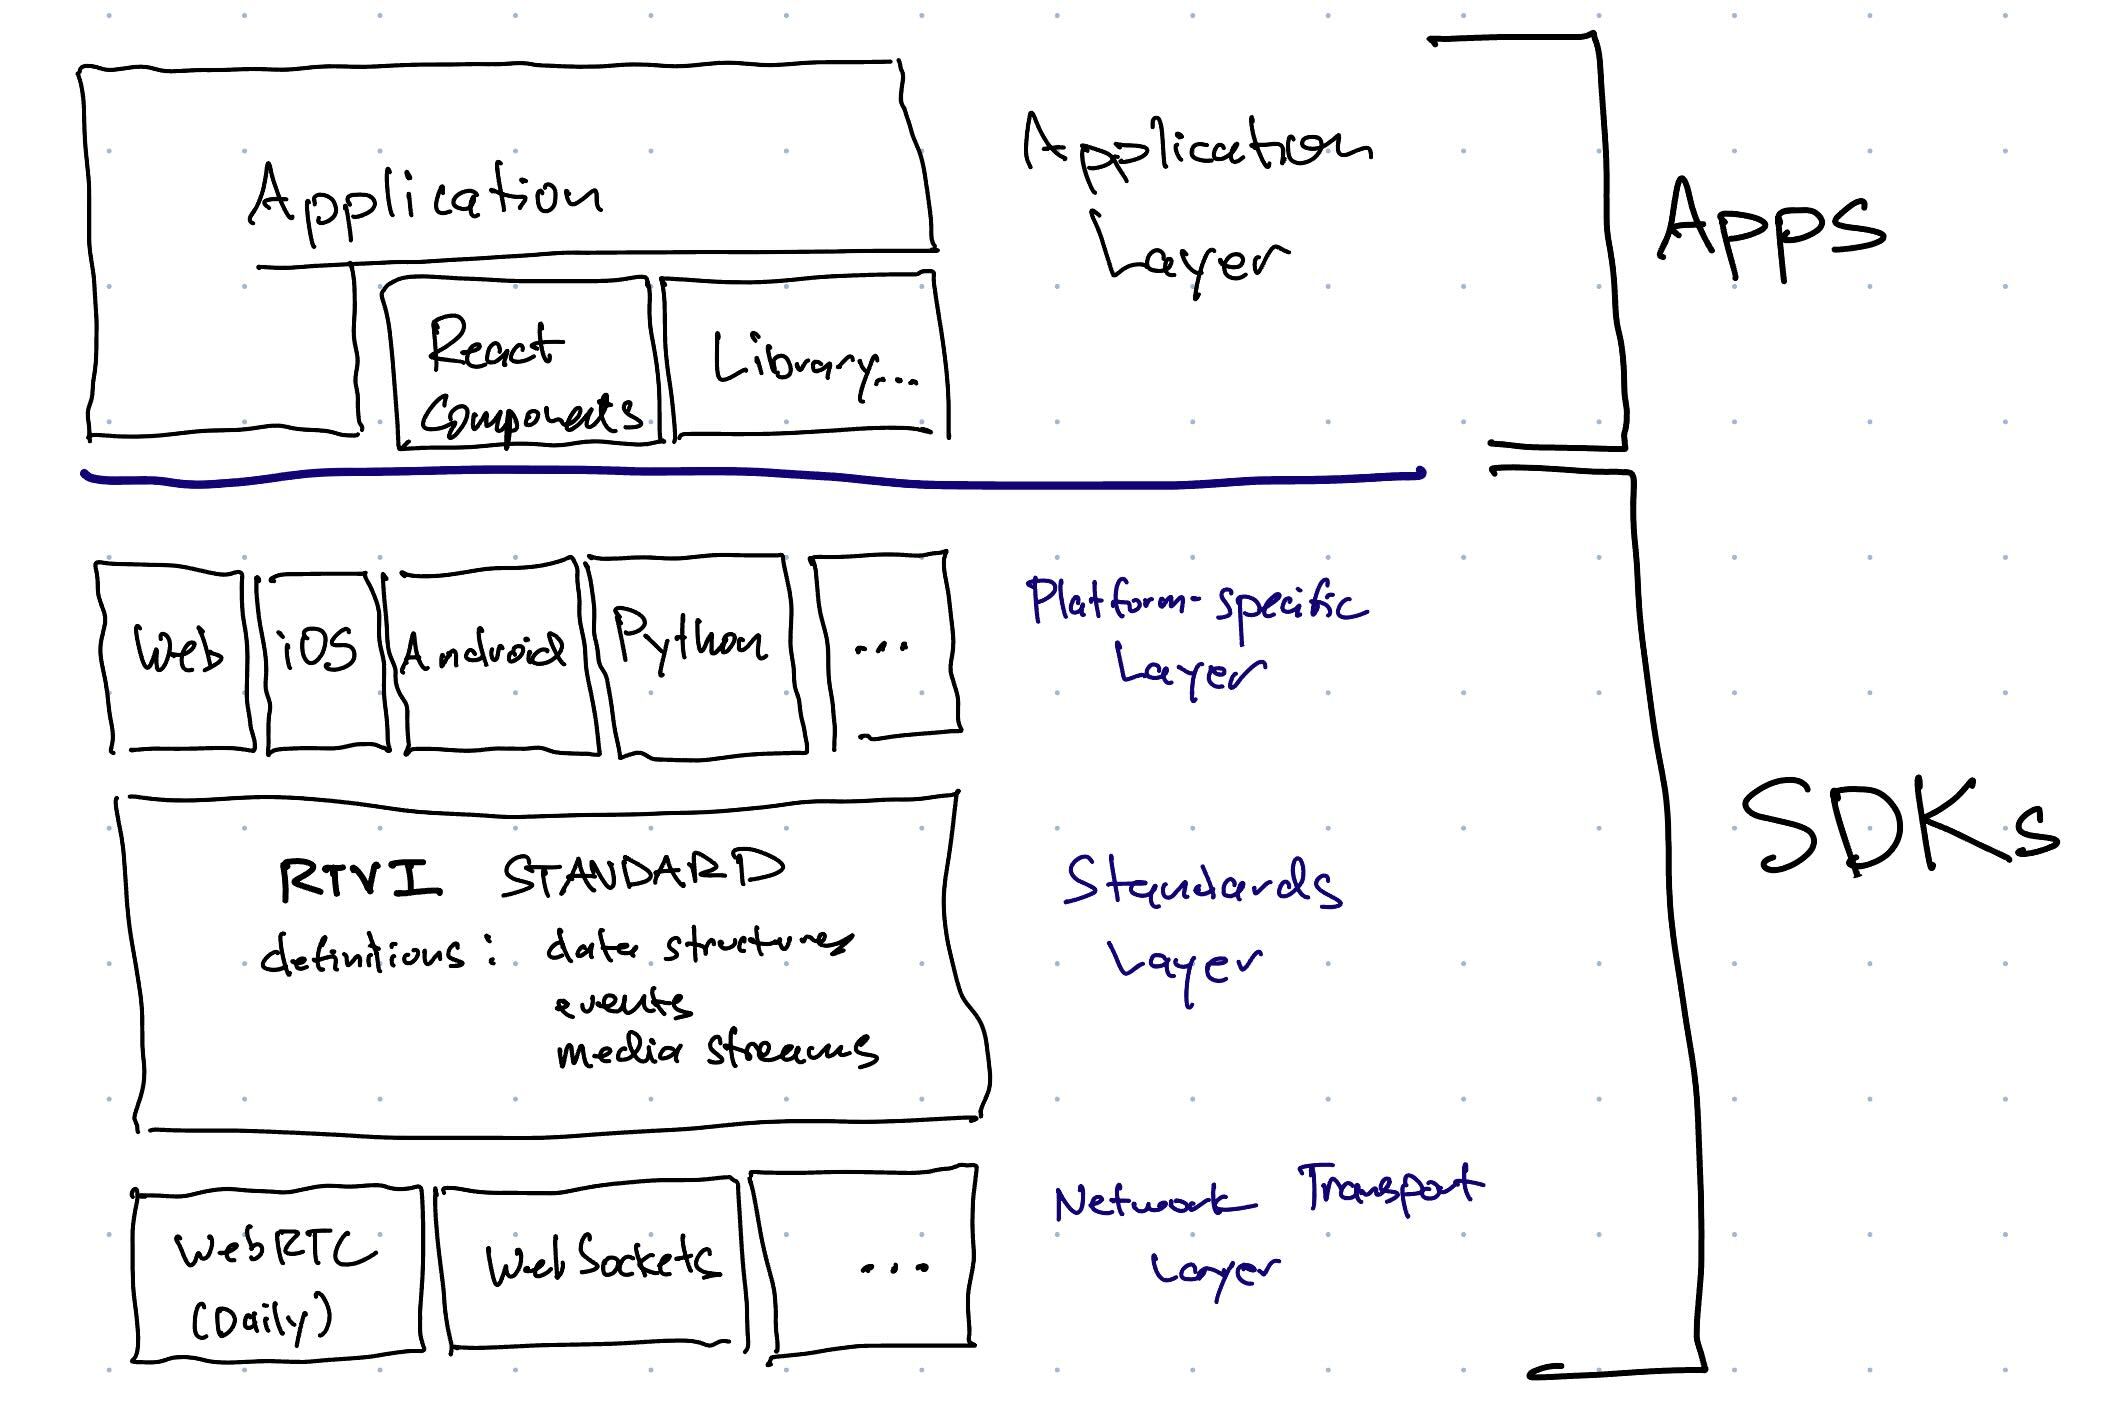 Application
Application
Layer
Apps
React
Components
Library...
Web
iOS
Android
Python
...
Platform-specific
Layer
SDKs
RTVI STANDARD
definitions: data structures
events
media streams
Standards
Layer
WebRTC
(Daily)
WebSockets
...
Network Transport
Layer